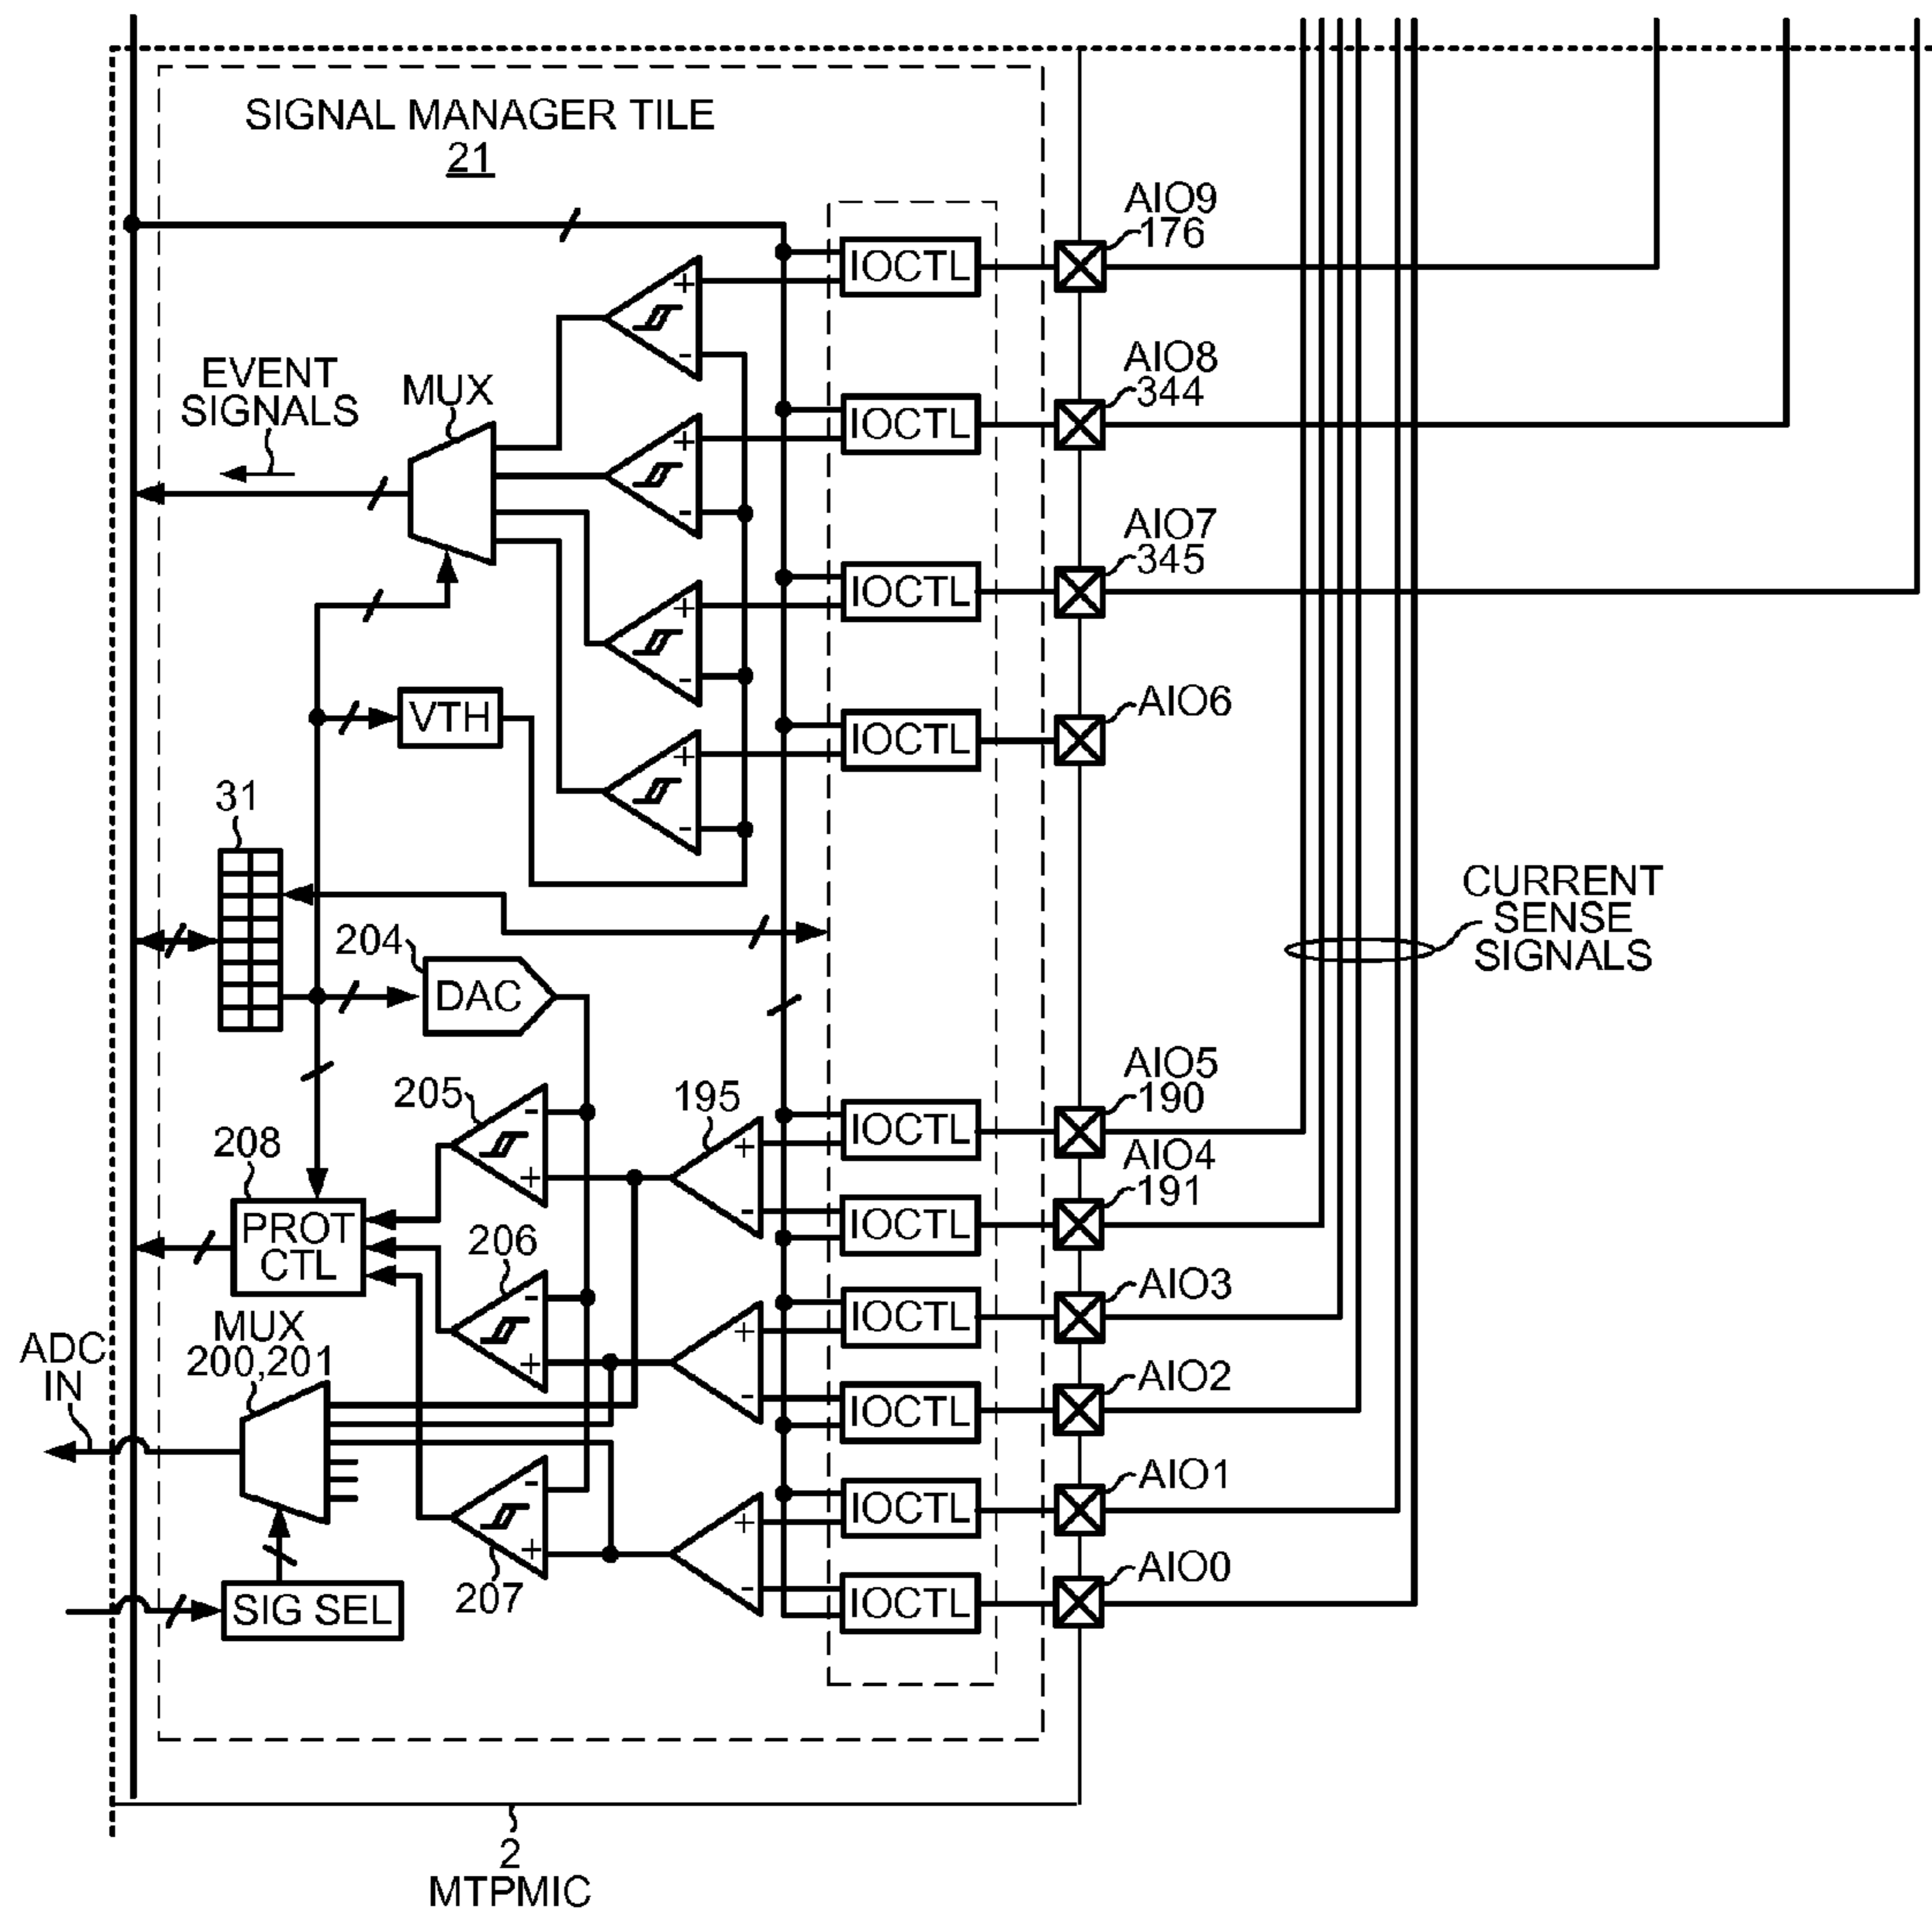 SIGNAL MANAGER TILE
21
AIO9
176
IOCTL
+
-
AIO8
344
IOCTL
+
-
EVENT
SIGNALS
MUX
AIO7
345
IOCTL
+
-
AIO6
IOCTL
+
-
VTH
31
CURRENT
SENSE
SIGNALS
204
DAC
AIO5
190
IOCTL
205
-
+
195
+
-
208
PROT
CTL
AIO4
191
IOCTL
206
-
+
AIO3
IOCTL
+
-
AIO2
IOCTL
MUX
200,201
ADC
IN
AIO1
IOCTL
-
+
207
+
-
AIO0
IOCTL
SIG SEL
2
MTPMIC